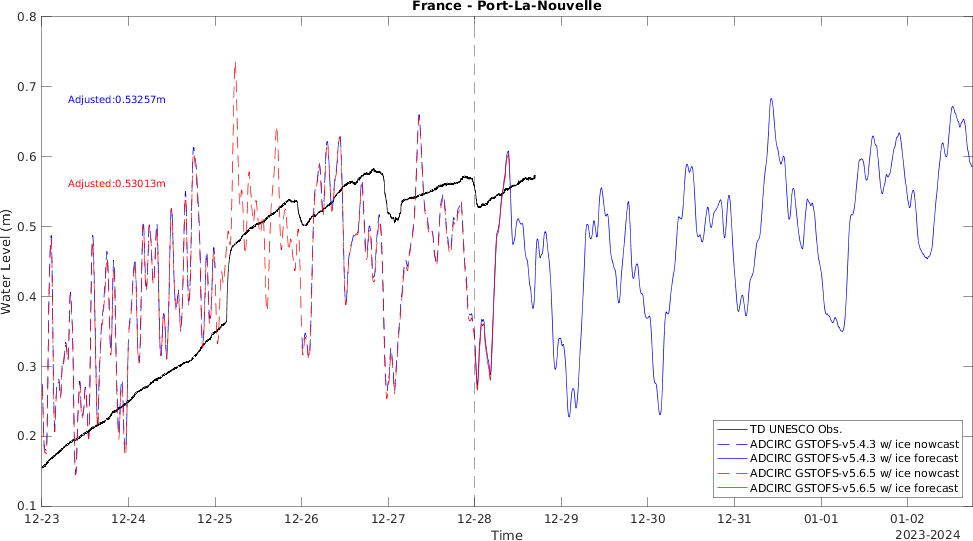 France - Port-La-Nouvelle
0.8
0.7
0.6
0.5
0.4
0.3
0.2
0.1
Water Level (m)
Adjusted:0.53257m
Adjusted:0.53013m
TD UNESCO Obs.
ADCIRC GSTOFS-v5.4.3 w/ ice nowcast
ADCIRC GSTOFS-v5.4.3 w/ ice forecast
ADCIRC GSTOFS-v5.6.5 w/ ice nowcast
ADCIRC GSTOFS-v5.6.5 w/ ice forecast
12-23 12-24 12-25 12-26 12-27 12-28 12-29 12-30 12-31 01-01 01-02
Time
2023-2024